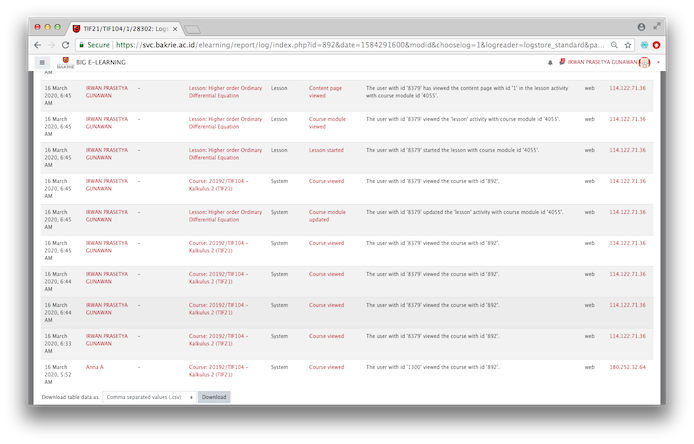 TIF21/TIF104/1/28302: Logs
Secure | https://svc.bakrie.ac.id/elearning/report/log/index.php?id=892&date=1584291600&modid&chooselog=1&logreader=logstore_standard&pa...
BAKRIE BIG E-LEARNING IRWAN PRASETYA GUNAWAN
AM
16 March 2020, 6:45 AM IRWAN PRASETYA GUNAWAN - Lesson: Higher order Ordinary Differential Equation Lesson Content page viewed The user with id '8379' has viewed the content page with id '1' in the lesson activity with course module id '4055'. web 114.122.71.36
16 March 2020, 6:45 AM IRWAN PRASETYA GUNAWAN - Lesson: Higher order Ordinary Differential Equation Lesson Course module viewed The user with id '8379' viewed the 'lesson' activity with course module id '4055'. web 114.122.71.36
16 March 2020, 6:45 AM IRWAN PRASETYA GUNAWAN - Lesson: Higher order Ordinary Differential Equation Lesson Lesson started The user with id '8379' started the lesson with course module id '4055'. web 114.122.71.36
16 March 2020, 6:45 AM IRWAN PRASETYA GUNAWAN - Course: 20192/TIF104 - Kalkulus 2 (TIF21) System Course viewed The user with id '8379' viewed the course with id '892'. web 114.122.71.36
16 March 2020, 6:45 AM IRWAN PRASETYA GUNAWAN - Lesson: Higher order Ordinary Differential Equation System Course module updated The user with id '8379' updated the 'lesson' activity with course module id '4055'. web 114.122.71.36
16 March 2020, 6:45 AM IRWAN PRASETYA GUNAWAN - Course: 20192/TIF104 - Kalkulus 2 (TIF21) System Course viewed The user with id '8379' viewed the course with id '892'. web 114.122.71.36
16 March 2020, 6:44 AM IRWAN PRASETYA GUNAWAN - Course: 20192/TIF104 - Kalkulus 2 (TIF21) System Course viewed The user with id '8379' viewed the course with id '892'. web 114.122.71.36
16 March 2020, 6:44 AM IRWAN PRASETYA GUNAWAN - Course: 20192/TIF104 - Kalkulus 2 (TIF21) System Course viewed The user with id '8379' viewed the course with id '892'. web 114.122.71.36
16 March 2020, 6:33 AM IRWAN PRASETYA GUNAWAN - Course: 20192/TIF104 - Kalkulus 2 (TIF21) System Course viewed The user with id '8379' viewed the course with id '892'. web 114.122.71.36
16 March 2020, 5:52 AM Anna A - Course: 20192/TIF104 - Kalkulus 2 (TIF21) System Course viewed The user with id '1300' viewed the course with id '892'. web 180.252.32.64
Download table data as Comma separated values (.csv) Download